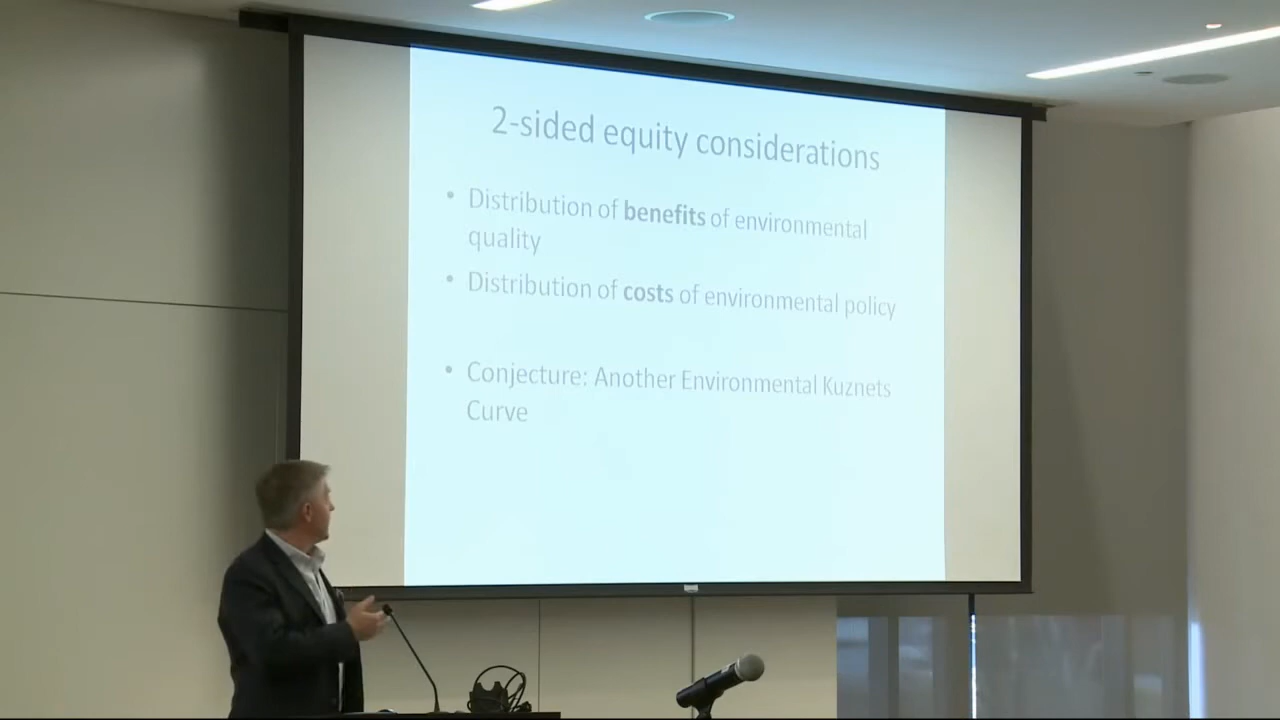 2-sided equity considerations
• Distribution of benefits of environmental
quality
• Distribution of costs of environmental policy
• Conjecture: Another Environmental Kuznets
Curve